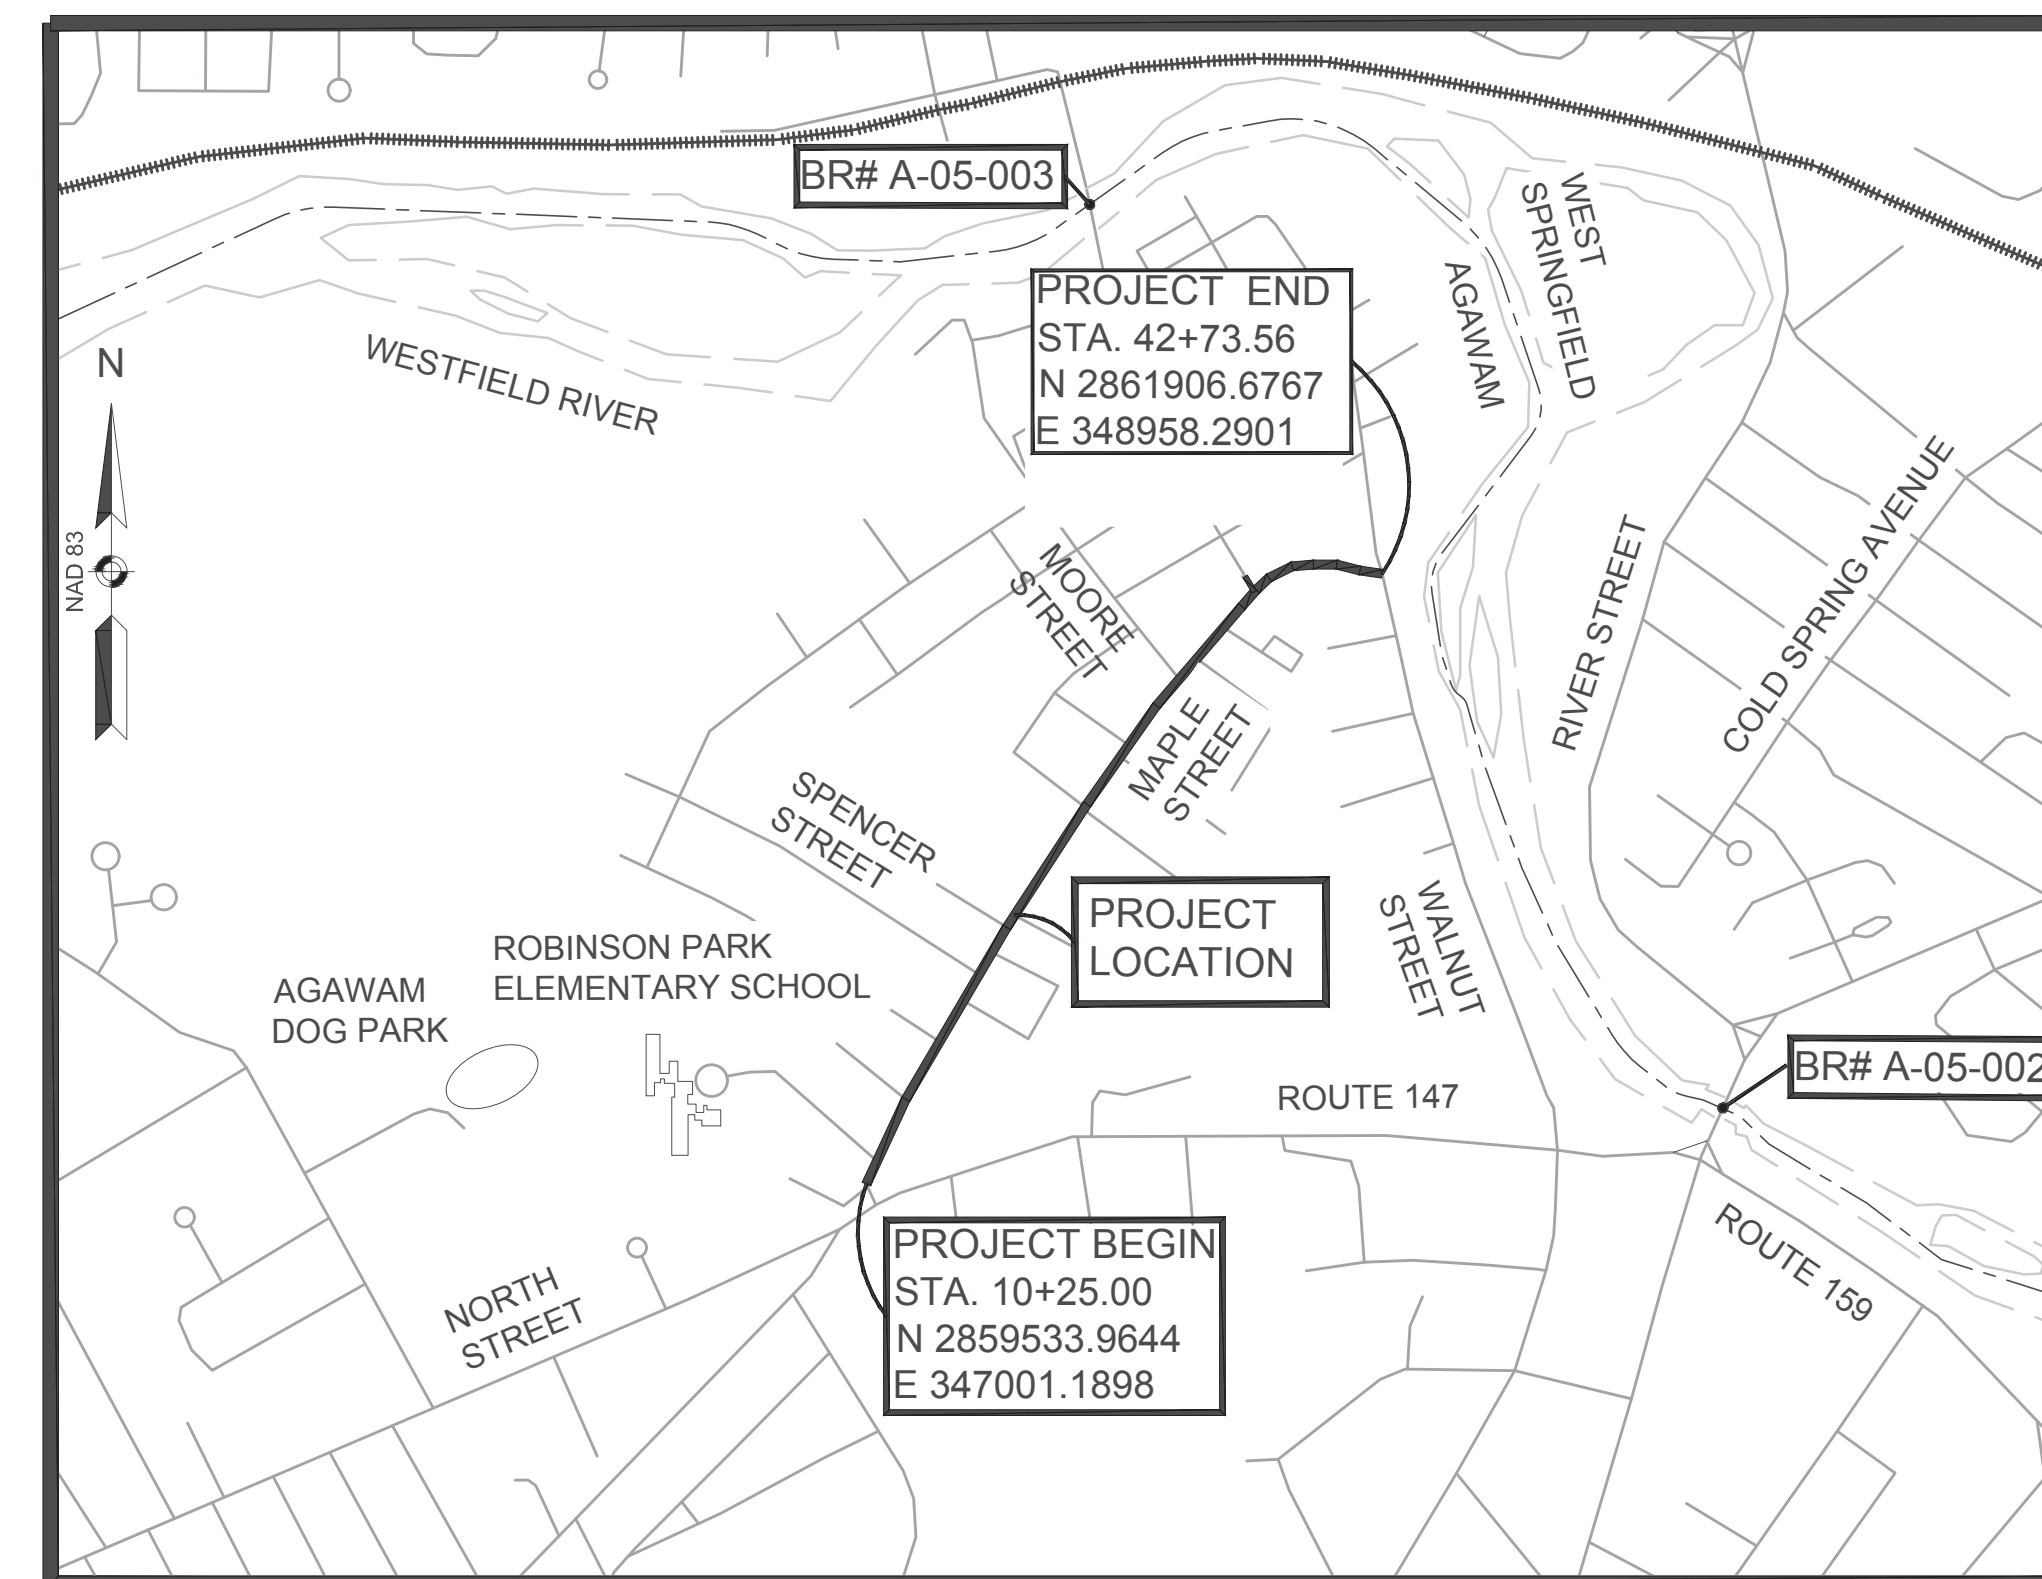 BR# A-05-003
WEST
SPRINGFIELD
AGAWAM
PROJECT END
STA. 42+73.56
N 2861906.6767
E 348958.2901
WESTFIELD RIVER
N
NAD 83
MOORE
STREET
RIVER STREET
COLD SPRING AVENUE
MAPLE
STREET
SPENCER
STREET
PROJECT
LOCATION
WALNUT
STREET
ROBINSON PARK
ELEMENTARY SCHOOL
AGAWAM
DOG PARK
ROUTE 147
BR# A-05-002
ROUTE 159
PROJECT BEGIN
STA. 10+25.00
N 2859533.9644
E 347001.1898
NORTH
STREET